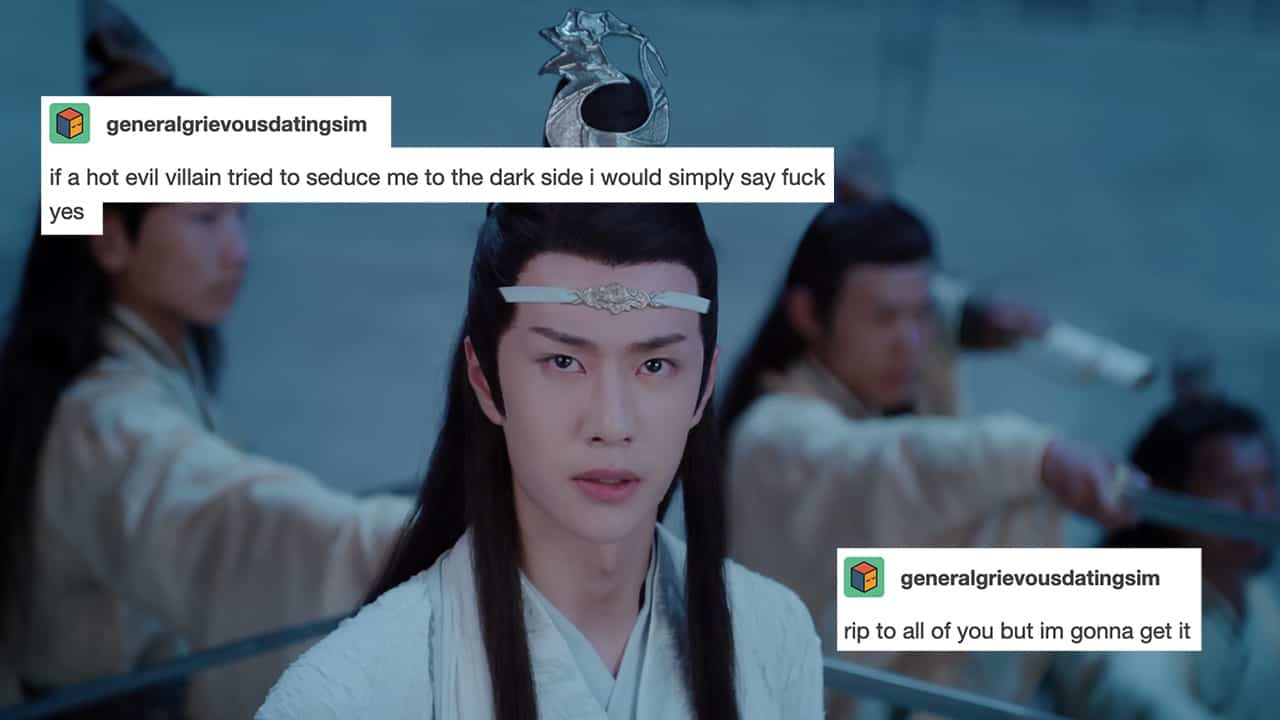 generalgrievousdatingsim
if a hot evil villain tried to seduce me to the dark side i would simply say fuck
yes
generalgrievousdatingsim
rip to all of you but im gonna get it